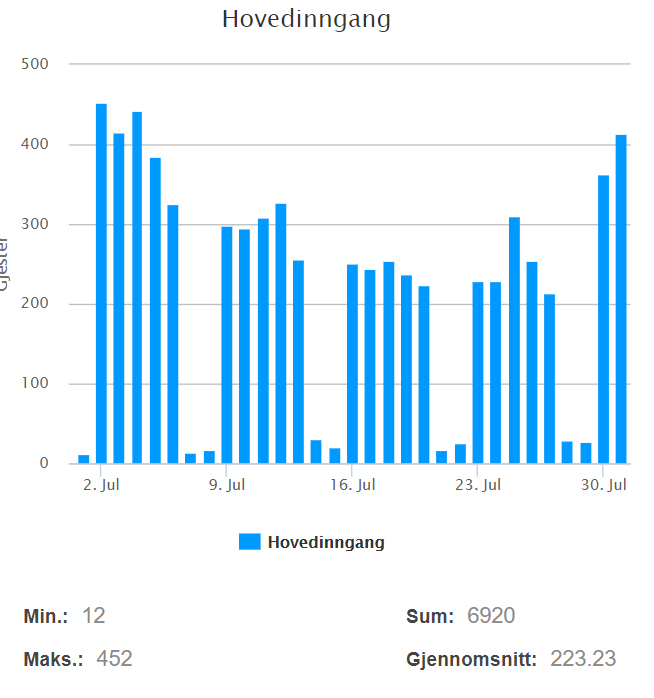 Hovedinngang
500
400
300
200
100
0
Gjester
2. Jul 9. Jul 16. Jul 23. Jul 30. Jul
Hovedinngang
Min.: 12 Sum: 6920
Maks.: 452 Gjennomsnitt: 223.23